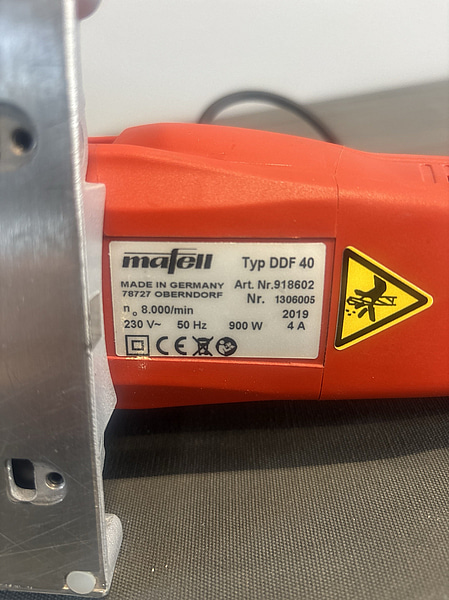 mafell Typ DDF 40
MADE IN GERMANY Art. Nr.918602
78727 OBERNDORF Nr. 1306005
n₀ 8.000/min 2019
230 V~ 50 Hz 900 W 4 A
CE